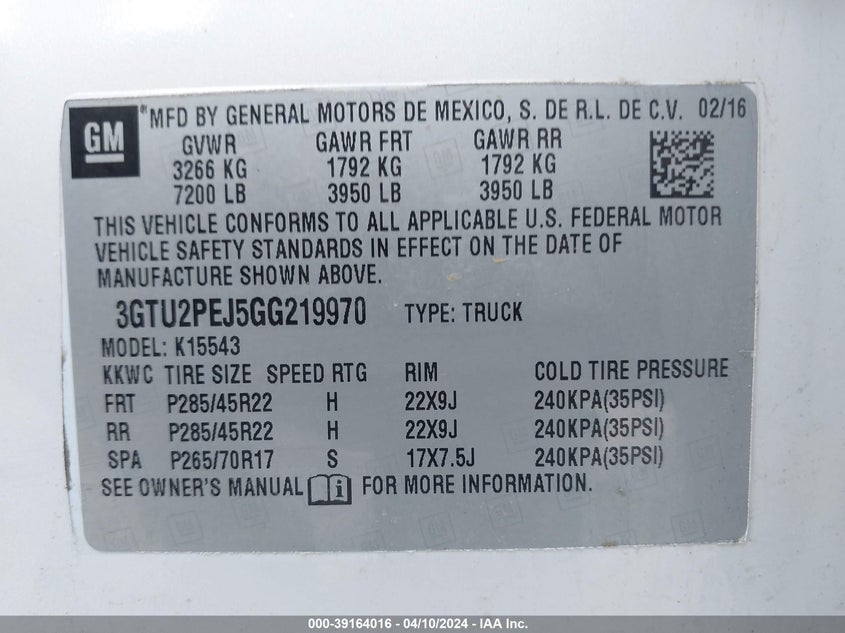 GM
® MFD BY GENERAL MOTORS DE MEXICO, S. DE R.L. DE C.V. 02/16
GVWR GAWR FRT GAWR RR
3266 KG 1792 KG 1792 KG
7200 LB 3950 LB 3950 LB
THIS VEHICLE CONFORMS TO ALL APPLICABLE U.S. FEDERAL MOTOR
VEHICLE SAFETY STANDARDS IN EFFECT ON THE DATE OF
MANUFACTURE SHOWN ABOVE.
3GTU2PEJ5GG219970 TYPE: TRUCK
MODEL: K15543
KKWC TIRE SIZE SPEED RTG RIM COLD TIRE PRESSURE
FRT P285/45R22 H 22X9J 240KPA(35PSI)
RR P285/45R22 H 22X9J 240KPA(35PSI)
SPA P265/70R17 S 17X7.5J 240KPA(35PSI)
SEE OWNER'S MANUAL i FOR MORE INFORMATION.
000-39164016 - 04/10/2024 - IAA Inc.